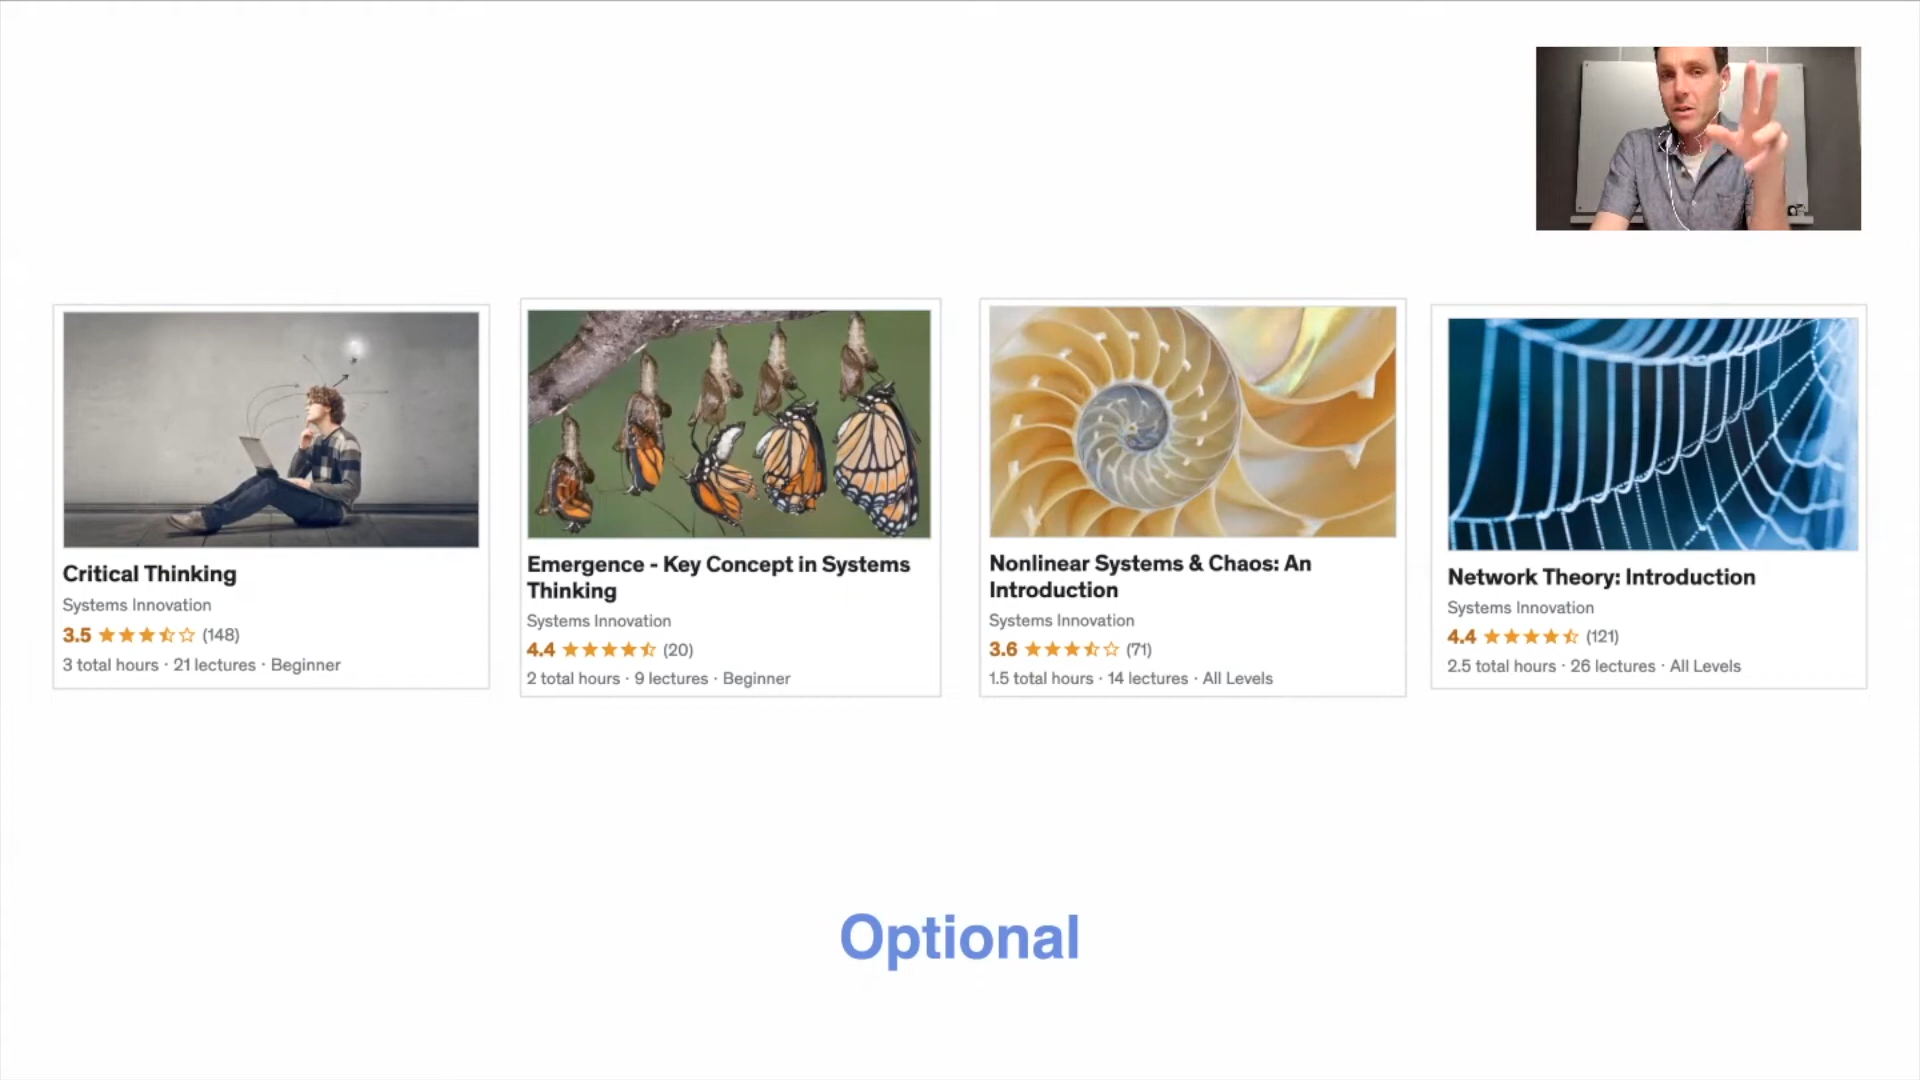 Critical Thinking
Systems Innovation
3.5 (148)
3 total hours · 21 lectures · Beginner
Emergence - Key Concept in Systems
Thinking
Systems Innovation
4.4 (20)
2 total hours · 9 lectures · Beginner
Nonlinear Systems & Chaos: An
Introduction
Systems Innovation
3.6 (71)
1.5 total hours · 14 lectures · All Levels
Network Theory: Introduction
Systems Innovation
4.4 (121)
2.5 total hours · 26 lectures · All Levels
Optional